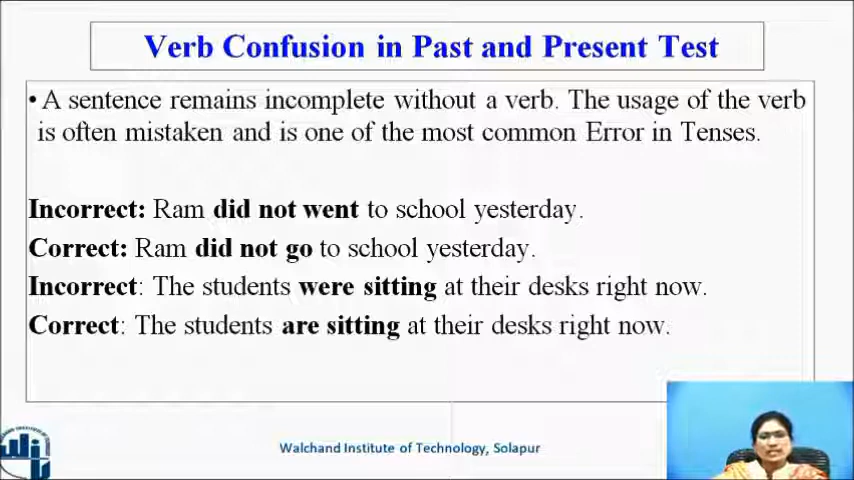 Verb Confusion in Past and Present Test
• A sentence remains incomplete without a verb. The usage of the verb
is often mistaken and is one of the most common Error in Tenses.
Incorrect: Ram did not went to school yesterday.
Correct: Ram did not go to school yesterday.
Incorrect: The students were sitting at their desks right now.
Correct: The students are sitting at their desks right now.
Walchand Institute of Technology, Solapur